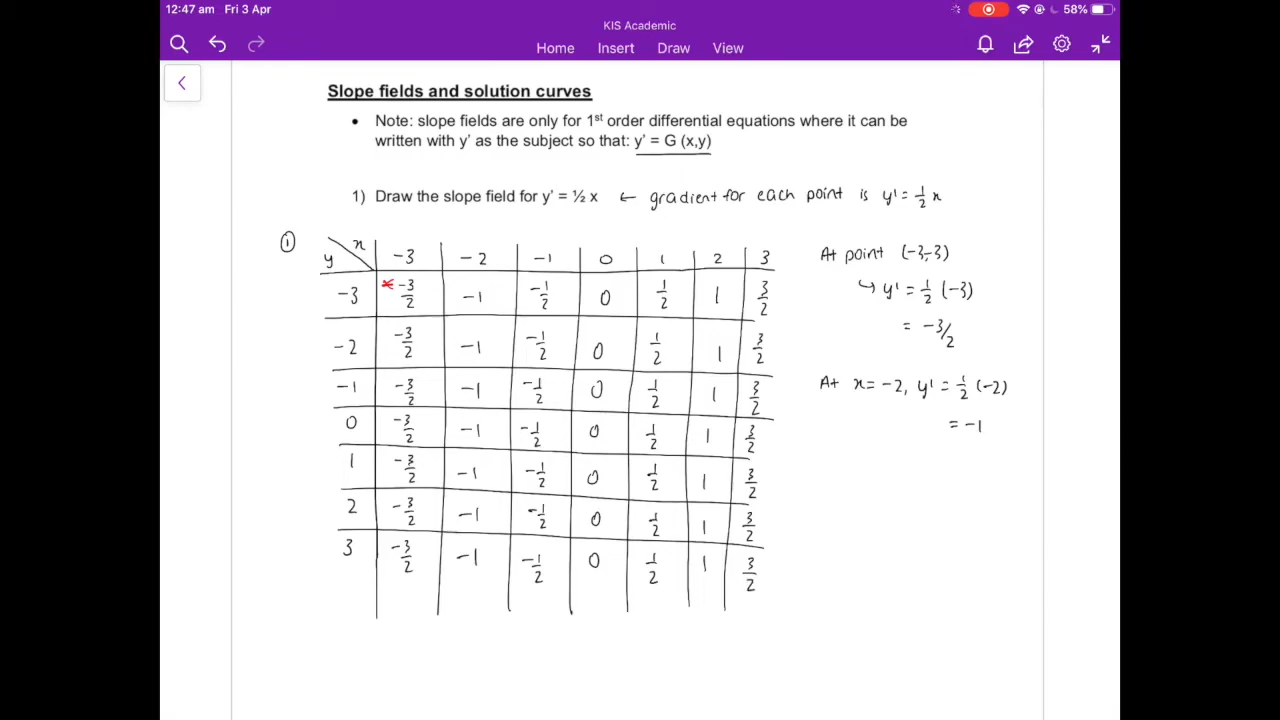 12:47 am Fri 3 Apr
58%
KIS Academic
Home Insert Draw View
Slope fields and solution curves
• Note: slope fields are only for 1st order differential equations where it can be
written with y' as the subject so that: y' = G (x,y)
1) Draw the slope field for y' = ½ x ← gradient for each point is y' = 1/2 x
①
y x -3 -2 -1 0 1 2 3
-3 * -3/2 -1 -1/2 0 1/2 1 3/2
-2 -3/2 -1 -1/2 0 1/2 1 3/2
-1 -3/2 -1 -1/2 0 1/2 1 3/2
0 -3/2 -1 -1/2 0 1/2 1 3/2
1 -3/2 -1 -1/2 0 1/2 1 3/2
2 -3/2 -1 -1/2 0 1/2 1 3/2
3 -3/2 -1 -1/2 0 1/2 1 3/2
At point (-3,-3)
↳ y' = 1/2 (-3)
= -3/2
At x = -2, y' = 1/2 (-2)
= -1